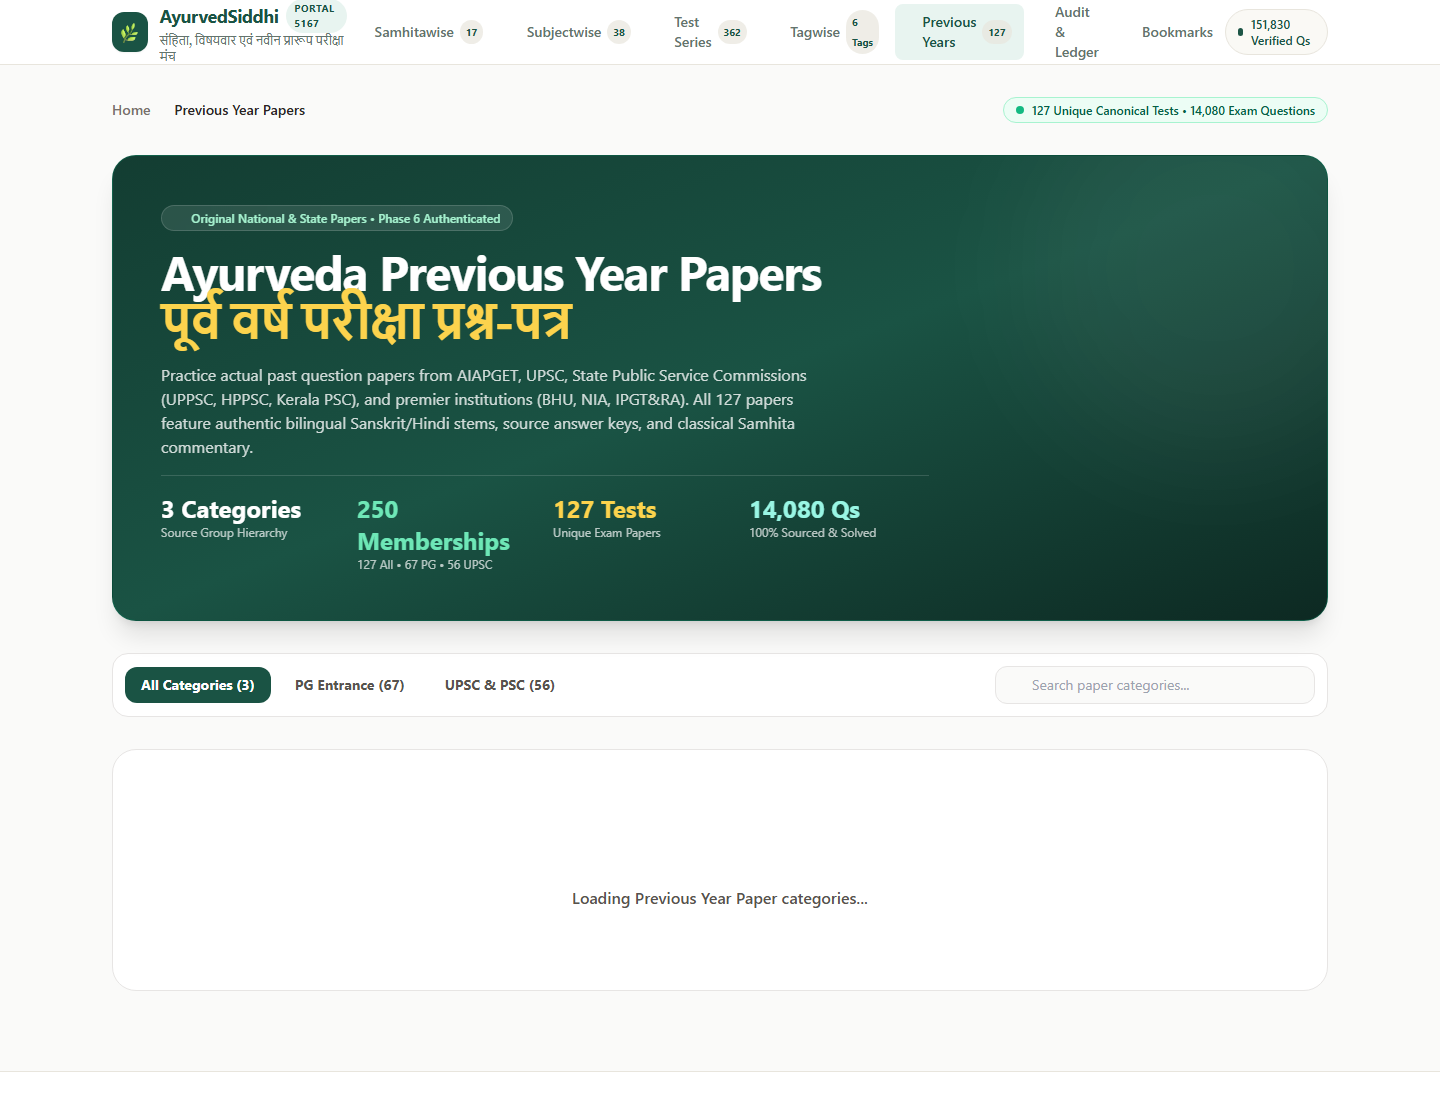 AyurvedSiddhi
PORTAL
5167
संहिता, विषयवार एवं नवीन प्रारूप परीक्षा
मंच
Samhitawise 17
Subjectwise 38
Test
Series 362
Tagwise 6
Tags
Previous
Years 127
Audit
&
Ledger
Bookmarks
151,830
Verified Qs
Home Previous Year Papers
127 Unique Canonical Tests • 14,080 Exam Questions
Original National & State Papers • Phase 6 Authenticated
Ayurveda Previous Year Papers
पूर्व वर्ष परीक्षा प्रश्न-पत्र
Practice actual past question papers from AIAPGET, UPSC, State Public Service Commissions
(UPPSC, HPPSC, Kerala PSC), and premier institutions (BHU, NIA, IPGT&RA). All 127 papers
feature authentic bilingual Sanskrit/Hindi stems, source answer keys, and classical Samhita
commentary.
3 Categories
Source Group Hierarchy
250
Memberships
127 All • 67 PG • 56 UPSC
127 Tests
Unique Exam Papers
14,080 Qs
100% Sourced & Solved
All Categories (3) PG Entrance (67) UPSC & PSC (56)
Search paper categories...
Loading Previous Year Paper categories...